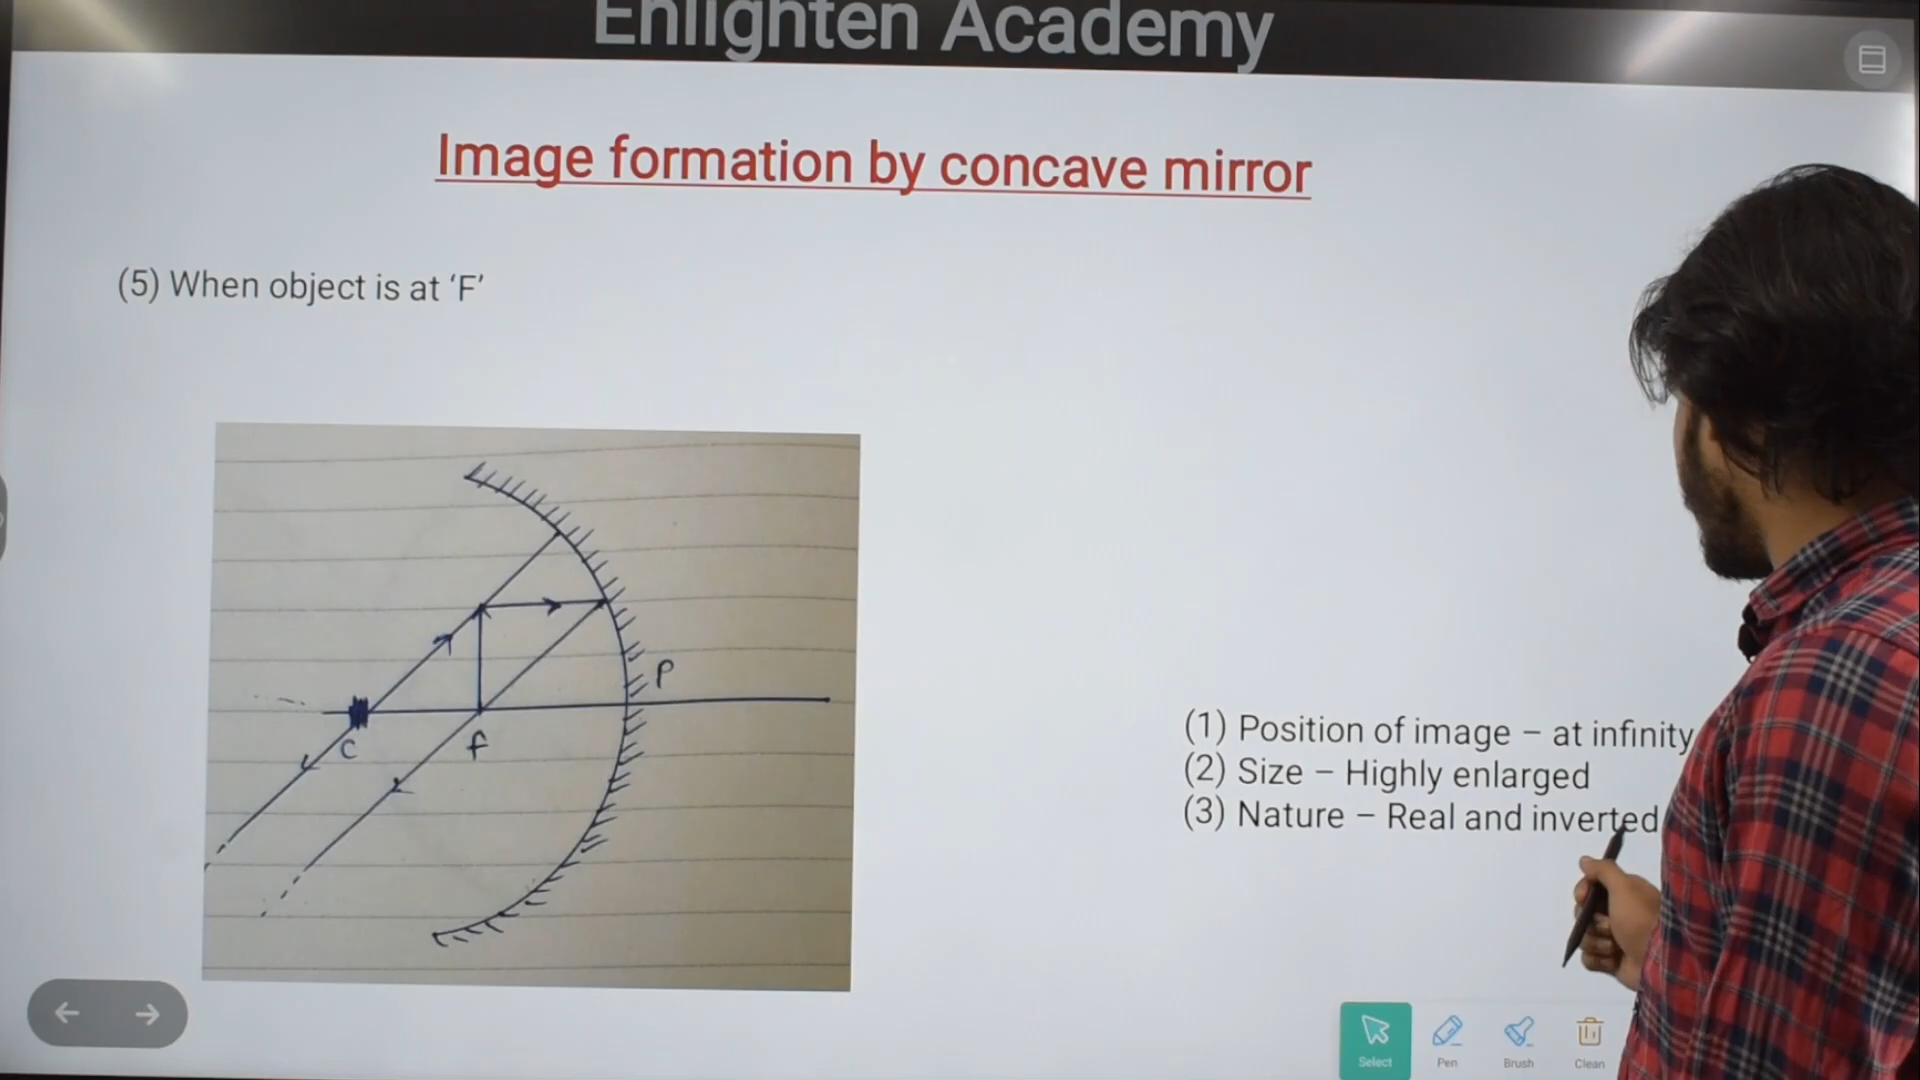 Enlighten Academy
Image formation by concave mirror
(5) When object is at ‘F’
P
C
f
(1) Position of image – at infinity
(2) Size – Highly enlarged
(3) Nature – Real and inverted
Select
Pen
Brush
Clean